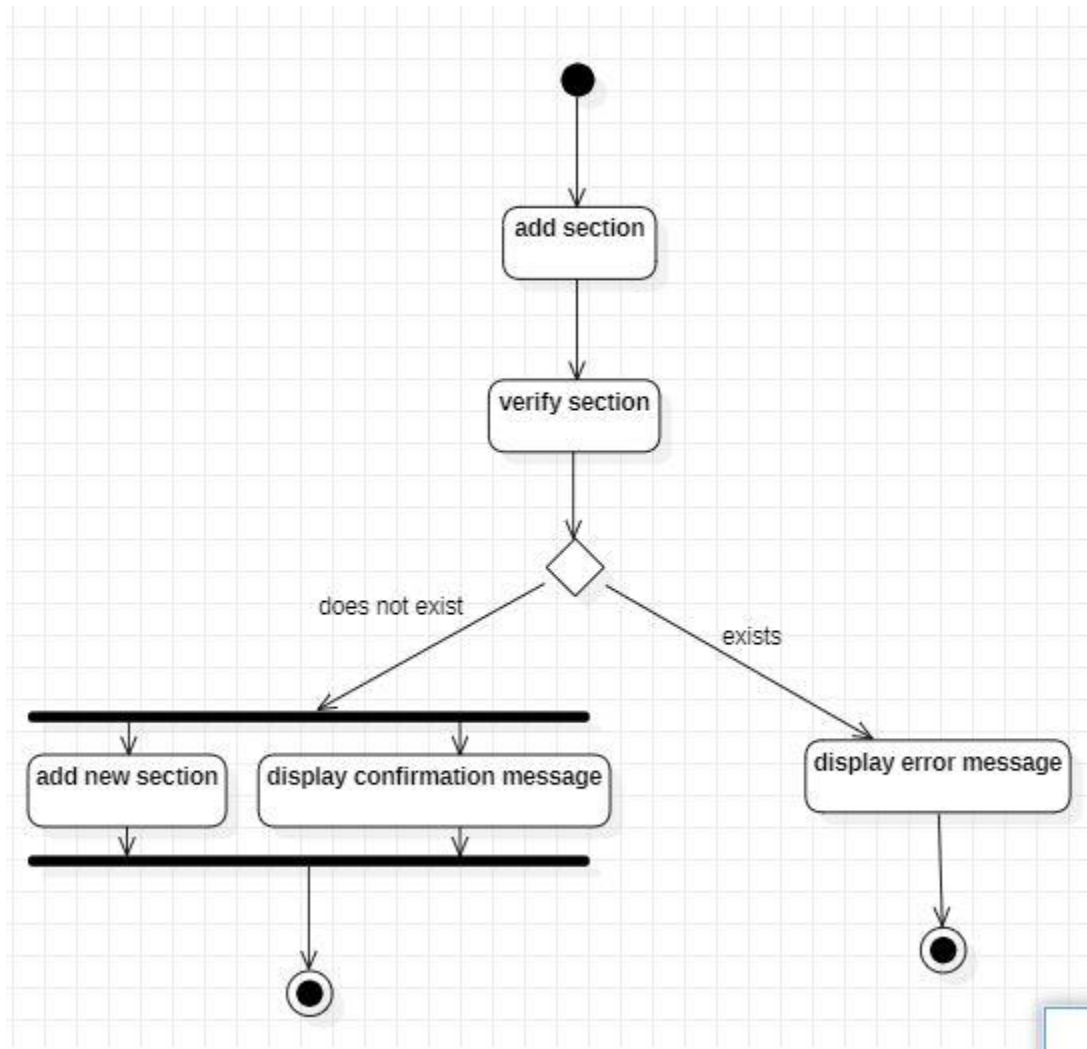 add section
verify section
does not exist
exists
add new section
display confirmation message
display error message